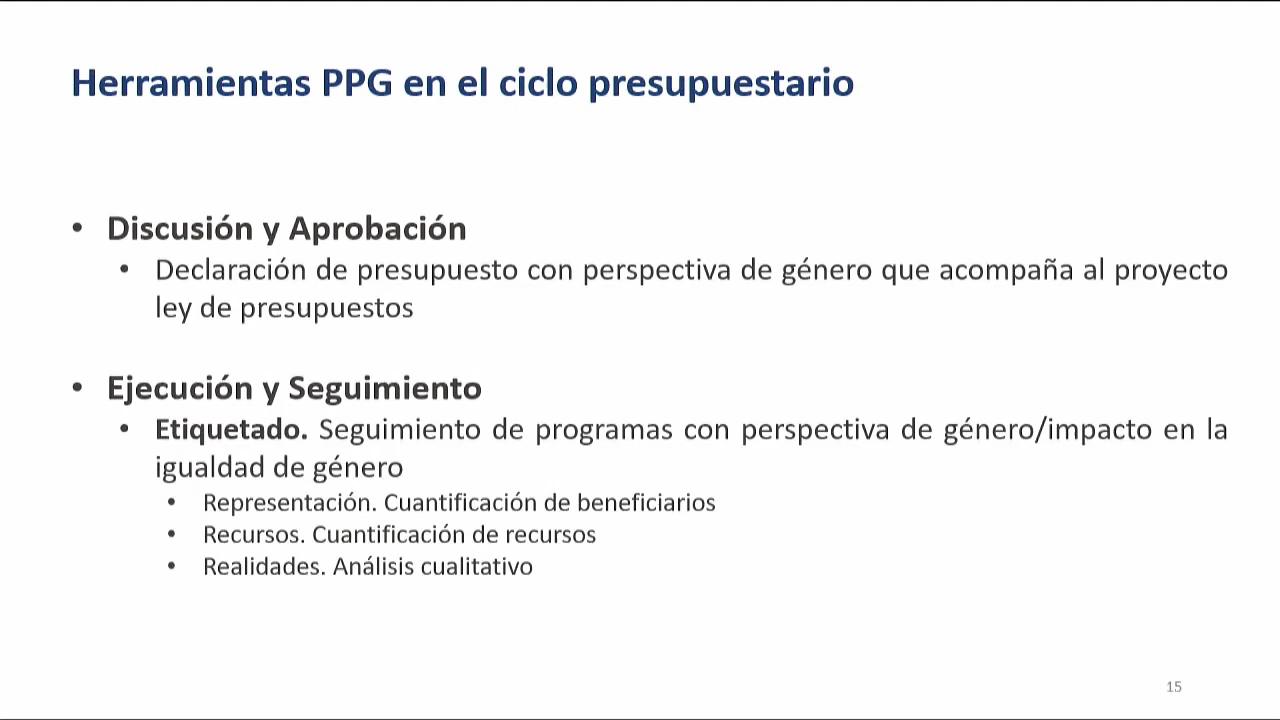 Herramientas PPG en el ciclo presupuestario
• Discusión y Aprobación
• Declaración de presupuesto con perspectiva de género que acompaña al proyecto
ley de presupuestos
• Ejecución y Seguimiento
• Etiquetado. Seguimiento de programas con perspectiva de género/impacto en la
igualdad de género
• Representación. Cuantificación de beneficiarios
• Recursos. Cuantificación de recursos
• Realidades. Análisis cualitativo
15